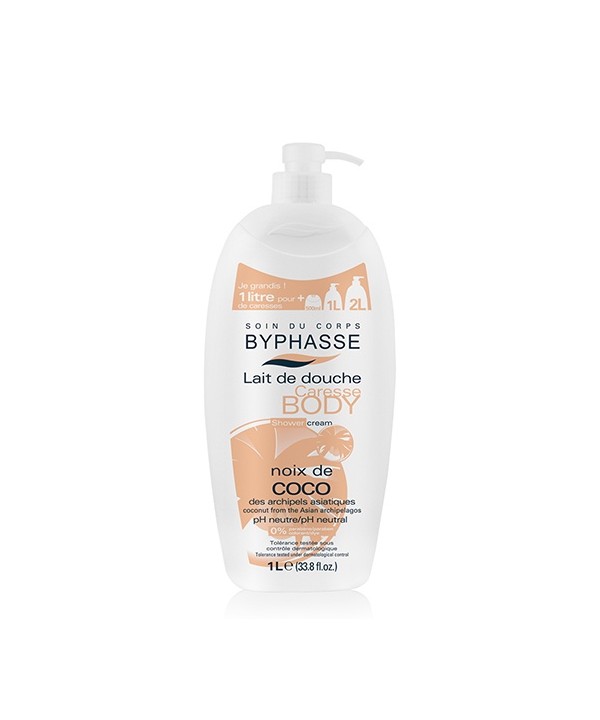 Je grandis !
1 litre pour +
de caresses
1L
2L
SOIN DU CORPS
BYPHASSE
Lait de douche
Caresse
BODY
Shower cream
noix de
COCO
des archipels asiatiques
coconut from the Asian archipelagos
pH neutre/pH neutral
0%
Tolérance testée sous
contrôle dermatologique
Tolerance tested under dermatological control
1L e (33.8 fl.oz.)